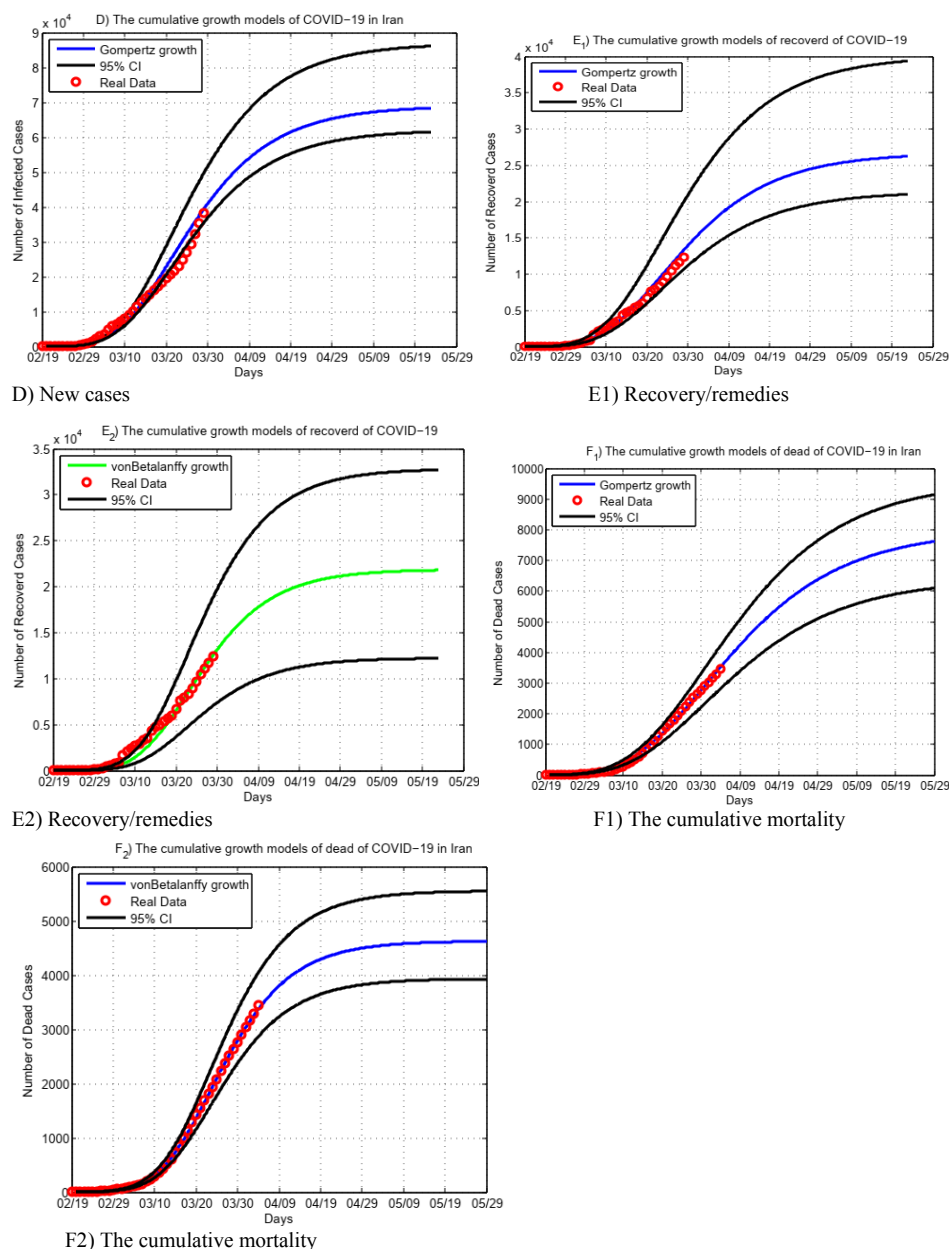 D) The cumulative growth models of COVID−19 in Iran
x 10^4
Gompertz growth
95% CI
Real Data
Number of Infected Cases
9
8
7
6
5
4
3
2
1
0
02/19 02/29 03/10 03/20 03/30 04/09 04/19 04/29 05/09 05/19 05/29
Days
D) New cases
E1) The cumulative growth models of recoverd of COVID−19
x 10^4
Gompertz growth
Real Data
95% CI
Number of Recovered Cases
4
3.5
3
2.5
2
1.5
1
0.5
0
02/19 02/29 03/10 03/20 03/30 04/09 04/19 04/29 05/09 05/19 05/29
Days
E1) Recovery/remedies
E2) The cumulative growth models of recoverd of COVID−19
x 10^4
vonBetalanffy growth
Real Data
95% CI
Number of Recoverd Cases
3.5
3
2.5
2
1.5
1
0.5
0
02/19 02/29 03/10 03/20 03/30 04/09 04/19 04/29 05/09 05/19 05/29
Days
E2) Recovery/remedies
F1) The cumulative growth models of dead of COVID−19 in Iran
Gompertz growth
Real Data
95% CI
Number of Dead Cases
10000
9000
8000
7000
6000
5000
4000
3000
2000
1000
0
02/19 02/29 03/10 03/20 03/30 04/09 04/19 04/29 05/09 05/19 05/29
Days
F1) The cumulative mortality
F2) The cumulative growth models of dead of COVID−19 in Iran
vonBetalanffy growth
Real Data
95% CI
Number of Dead Cases
6000
5000
4000
3000
2000
1000
0
02/19 02/29 03/10 03/20 03/30 04/09 04/19 04/29 05/09 05/19 05/29
Days
F2) The cumulative mortality